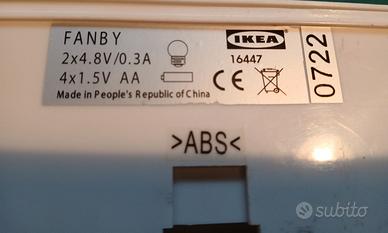 FANBY
2x4.8V/0.3A
4x1.5V AA
Made in People's Republic of China
IKEA
16447
CE
0722
>ABS<
subito